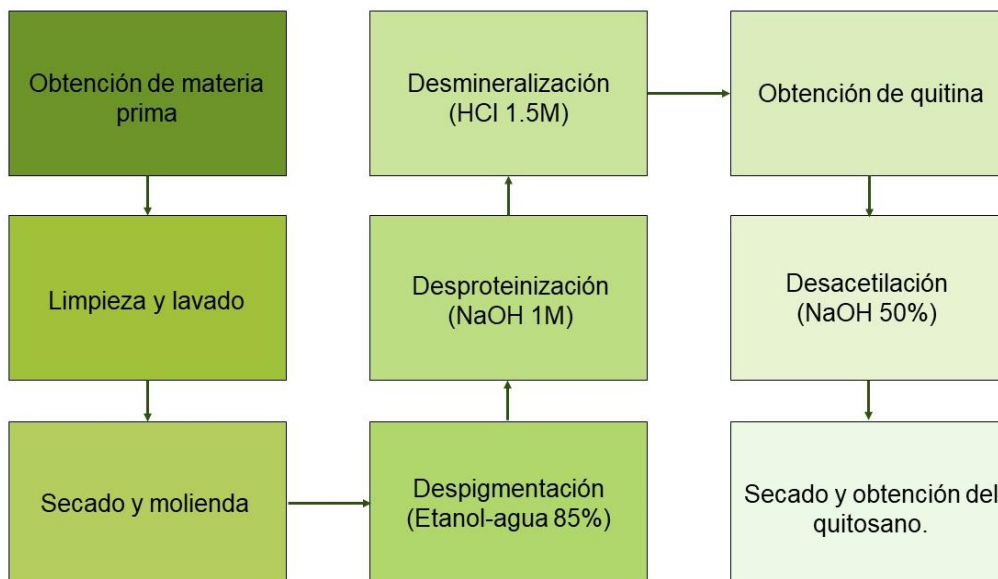 Obtención de materia
prima
Limpieza y lavado
Secado y molienda
Despigmentación
(Etanol-agua 85%)
Desproteinización
(NaOH 1M)
Desmineralización
(HCl 1.5M)
Obtención de quitina
Desacetilación
(NaOH 50%)
Secado y obtención del
quitosano.